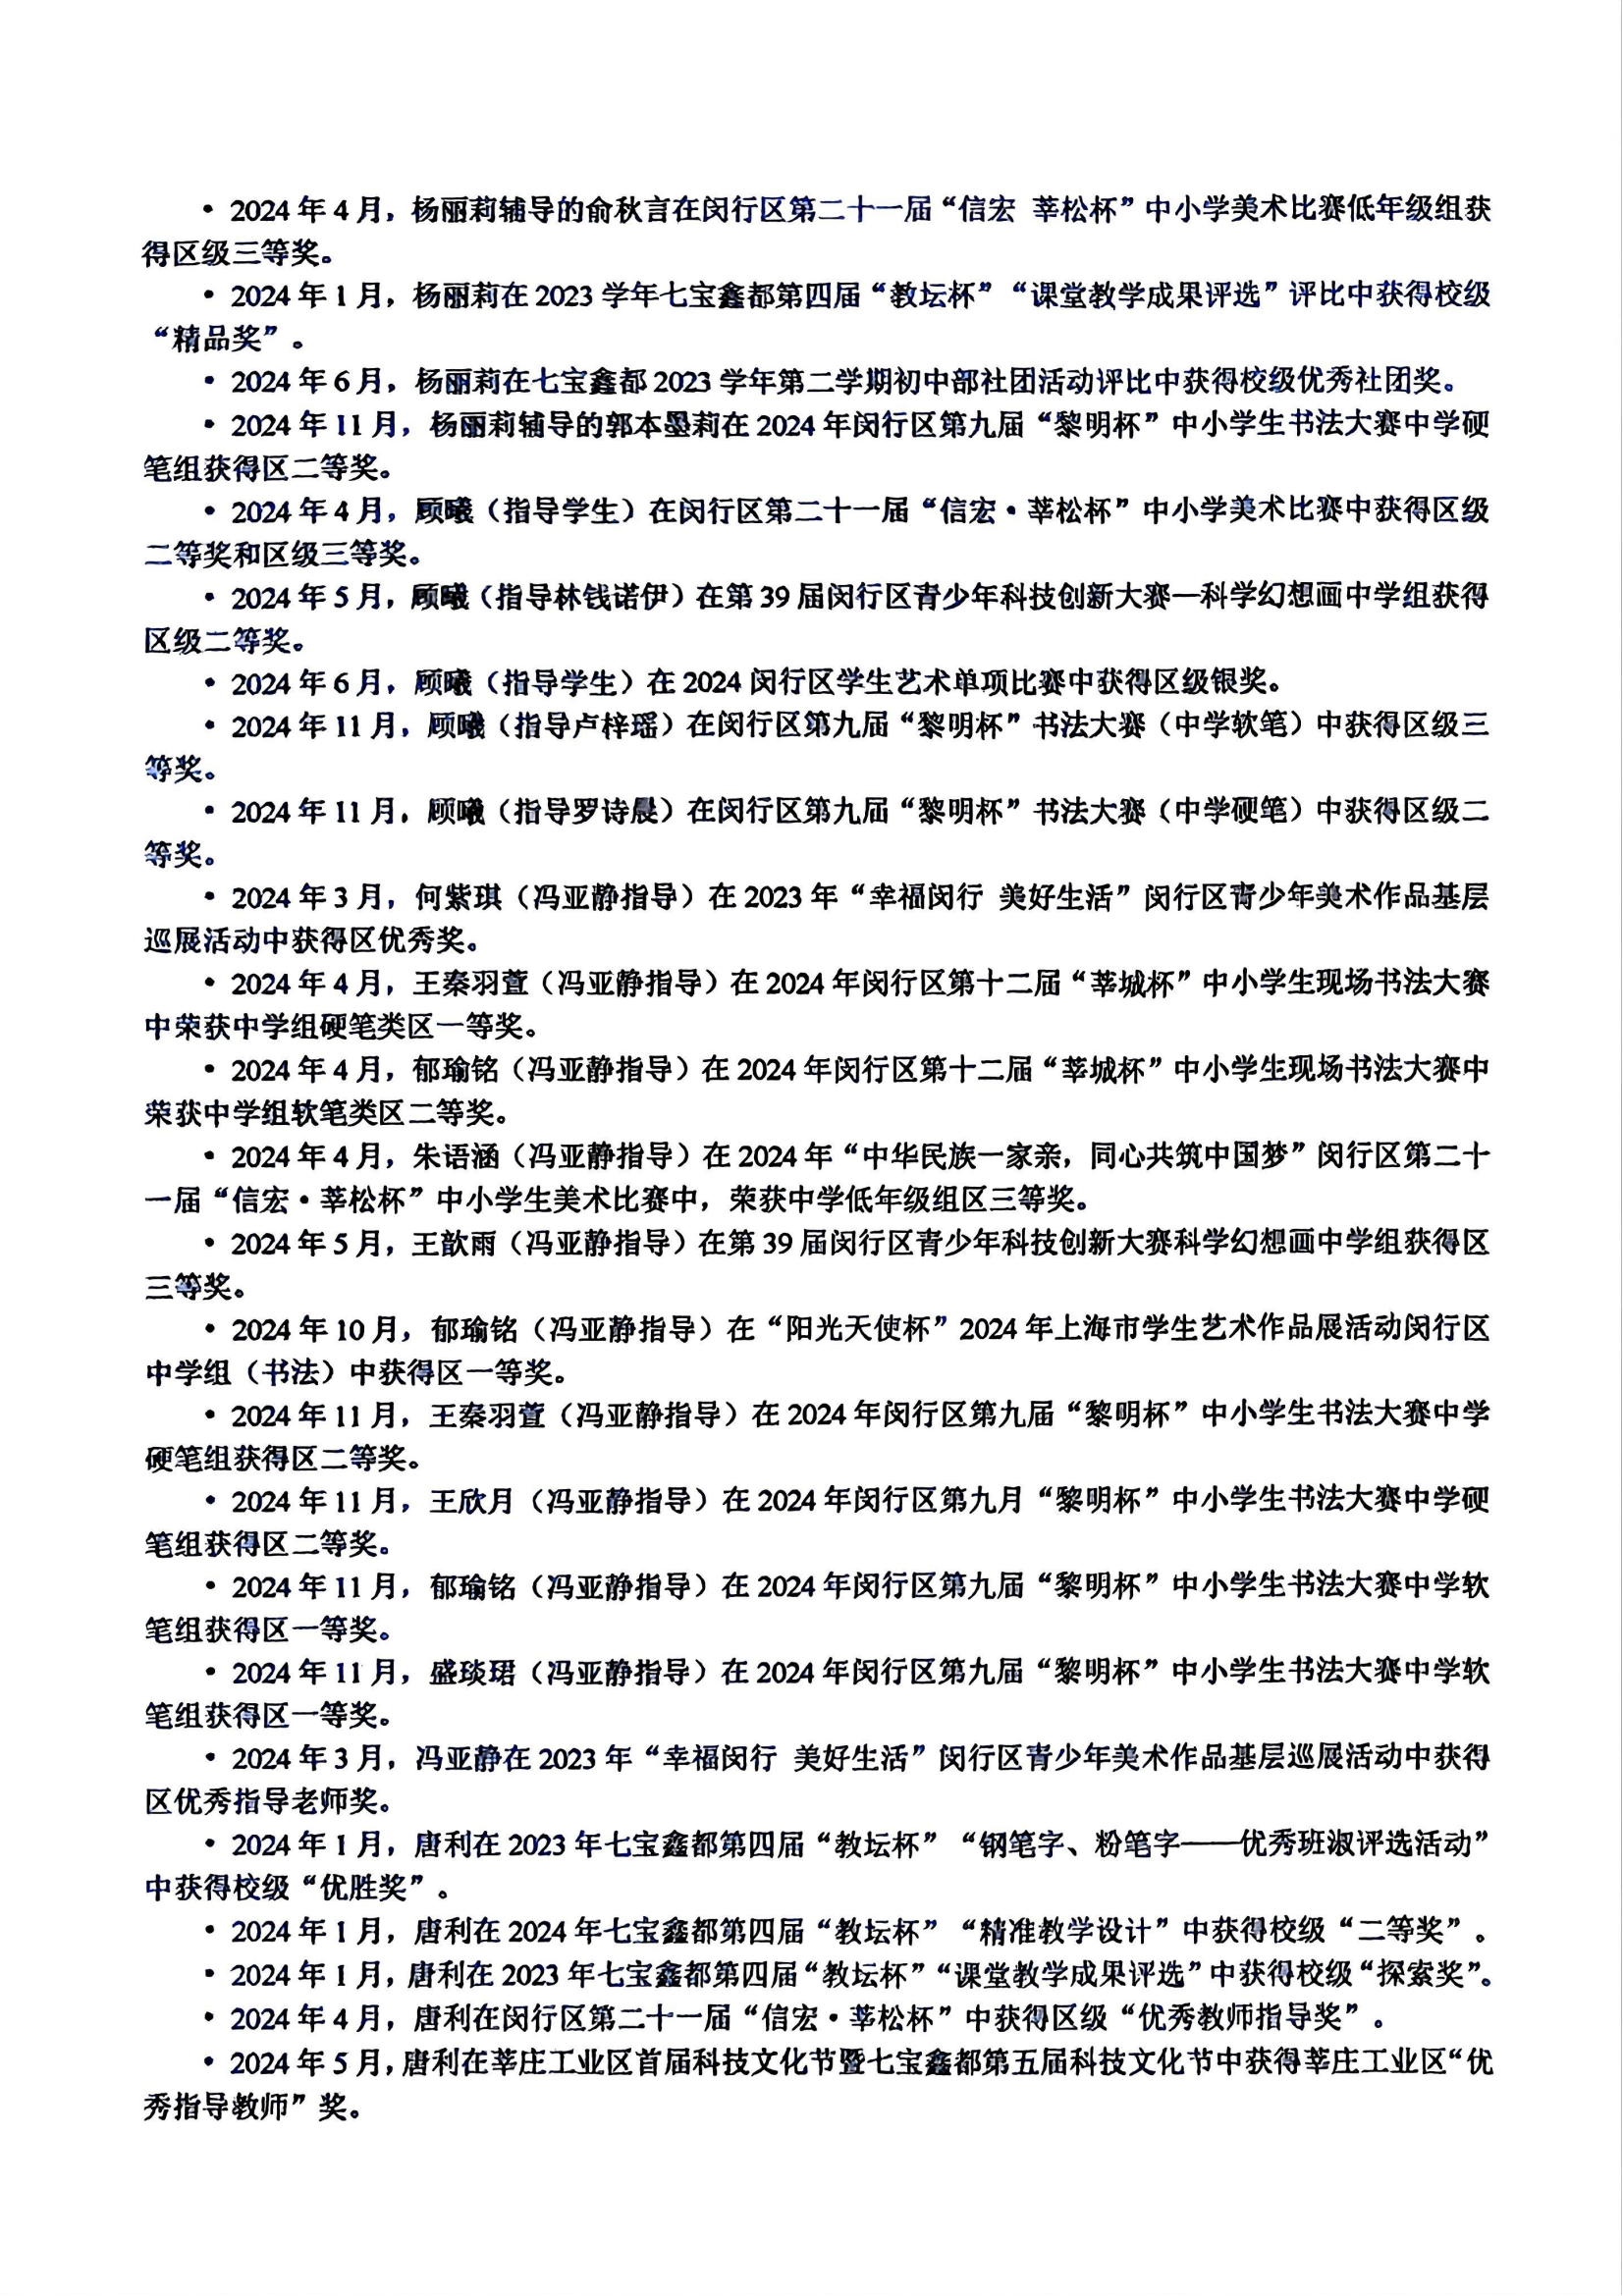 • 2024 年 4 月，杨丽莉辅导的俞秋言在闵行区第二十一届“信宏 莘松杯”中小学美术比赛低年级组获
得区级三等奖。
• 2024 年 1 月，杨丽莉在 2023 学年七宝鑫都第四届“教坛杯”“课堂教学成果评选”评比中获得校级
“精品奖”。
• 2024 年 6 月，杨丽莉在七宝鑫都 2023 学年第二学期初中部社团活动评比中获得校级优秀社团奖。
• 2024 年 11 月，杨丽莉辅导的郭本墨莉在 2024 年闵行区第九届“黎明杯”中小学生书法大赛中学硬
笔组获得区二等奖。
• 2024 年 4 月，顾曦（指导学生）在闵行区第二十一届“信宏·莘松杯”中小学美术比赛中获得区级
二等奖和区级三等奖。
• 2024 年 5 月，顾曦（指导林钱诺伊）在第 39 届闵行区青少年科技创新大赛—科学幻想画中学组获得
区级二等奖。
• 2024 年 6 月，顾曦（指导学生）在 2024 闵行区学生艺术单项比赛中获得区级银奖。
• 2024 年 11 月，顾曦（指导卢梓瑶）在闵行区第九届“黎明杯”书法大赛（中学软笔）中获得区级三
等奖。
• 2024 年 11 月，顾曦（指导罗诗晨）在闵行区第九届“黎明杯”书法大赛（中学硬笔）中获得区级二
等奖。
• 2024 年 3 月，何紫琪（冯亚静指导）在 2023 年“幸福闵行 美好生活”闵行区青少年美术作品基层
巡展活动中获得区优秀奖。
• 2024 年 4 月，王秦羽萱（冯亚静指导）在 2024 年闵行区第十二届“莘城杯”中小学生现场书法大赛
中荣获中学组硬笔类区一等奖。
• 2024 年 4 月，郁瑜铭（冯亚静指导）在 2024 年闵行区第十二届“莘城杯”中小学生现场书法大赛中
荣获中学组软笔类区二等奖。
• 2024 年 4 月，朱语涵（冯亚静指导）在 2024 年“中华民族一家亲，同心共筑中国梦”闵行区第二十
一届“信宏·莘松杯”中小学生美术比赛中，荣获中学低年级组区三等奖。
• 2024 年 5 月，王歆雨（冯亚静指导）在第 39 届闵行区青少年科技创新大赛科学幻想画中学组获得区
三等奖。
• 2024 年 10 月，郁瑜铭（冯亚静指导）在“阳光天使杯”2024 年上海市学生艺术作品展活动闵行区
中学组（书法）中获得区一等奖。
• 2024 年 11 月，王秦羽萱（冯亚静指导）在 2024 年闵行区第九届“黎明杯”中小学生书法大赛中学
硬笔组获得区二等奖。
• 2024 年 11 月，王欣月（冯亚静指导）在 2024 年闵行区第九月“黎明杯”中小学生书法大赛中学硬
笔组获得区二等奖。
• 2024 年 11 月，郁瑜铭（冯亚静指导）在 2024 年闵行区第九届“黎明杯”中小学生书法大赛中学软
笔组获得区一等奖。
• 2024 年 11 月，盛琰珺（冯亚静指导）在 2024 年闵行区第九届“黎明杯”中小学生书法大赛中学软
笔组获得区一等奖。
• 2024 年 3 月，冯亚静在 2023 年“幸福闵行 美好生活”闵行区青少年美术作品基层巡展活动中获得
区优秀指导老师奖。
• 2024 年 1 月，唐利在 2023 年七宝鑫都第四届“教坛杯”“钢笔字、粉笔字——优秀班淑评选活动”
中获得校级“优胜奖”。
• 2024 年 1 月，唐利在 2024 年七宝鑫都第四届“教坛杯”“精准教学设计”中获得校级“二等奖”。
• 2024 年 1 月，唐利在 2023 年七宝鑫都第四届“教坛杯”“课堂教学成果评选”中获得校级“探索奖”。
• 2024 年 4 月，唐利在闵行区第二十一届“信宏·莘松杯”中获得区级“优秀教师指导奖”。
• 2024 年 5 月，唐利在莘庄工业区首届科技文化节暨七宝鑫都第五届科技文化节中获得莘庄工业区“优
秀指导教师”奖。